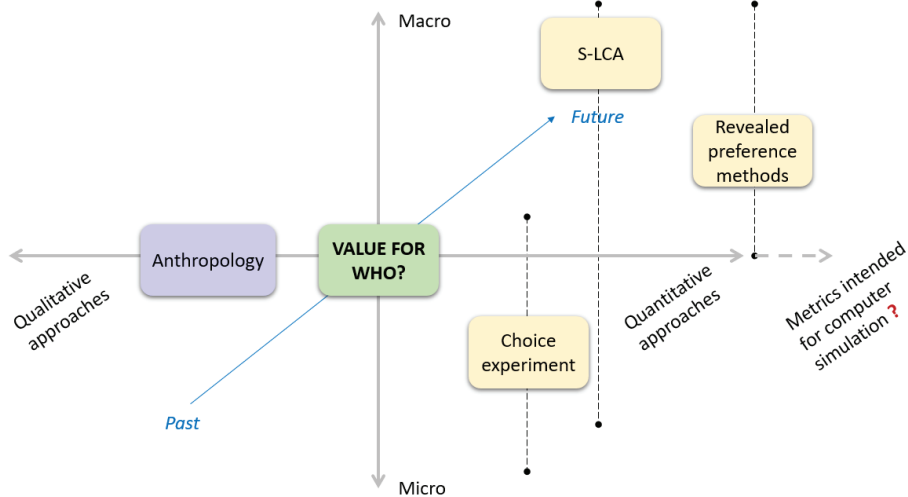 Macro
S-LCA
Future
Revealed
preference
methods
Anthropology
VALUE FOR
WHO?
Qualitative
approaches
Quantitative
approaches
Metrics intended
for computer
simulation ?
Choice
experiment
Past
Micro